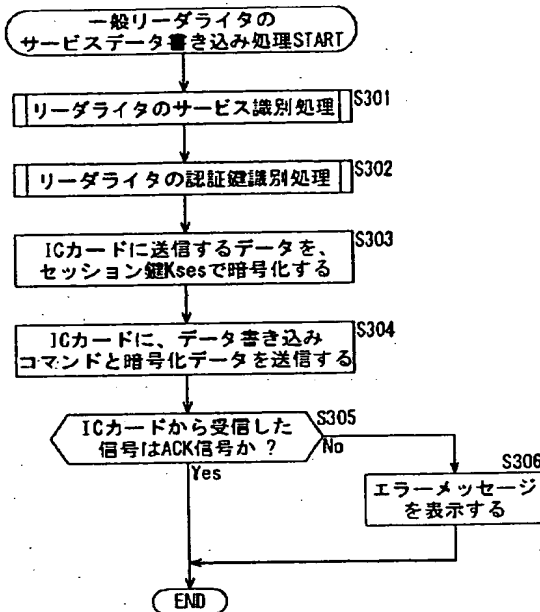 一般リーダライタの
サービスデータ書き込み処理START
リーダライタのサービス識別処理
S301
リーダライタの認証鍵識別処理
S302
ICカードに送信するデータを、
セッション鍵Ksesで暗号化する
S303
ICカードに、データ書き込み
コマンドと暗号化データを送信する
S304
ICカードから受信した
信号はACK信号か？
S305
No
Yes
S306
エラーメッセージ
を表示する
END